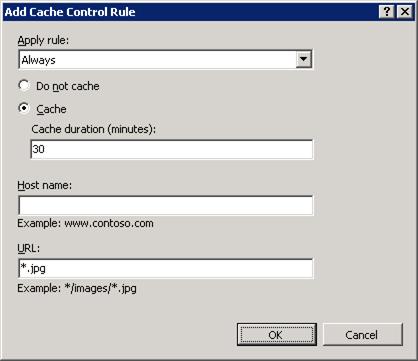 Add Cache Control Rule
Apply rule:
Always
Do not cache
Cache
Cache duration (minutes):
30
Host name:
Example: www.contoso.com
URL:
*.jpg
Example: */images/*.jpg
OK Cancel